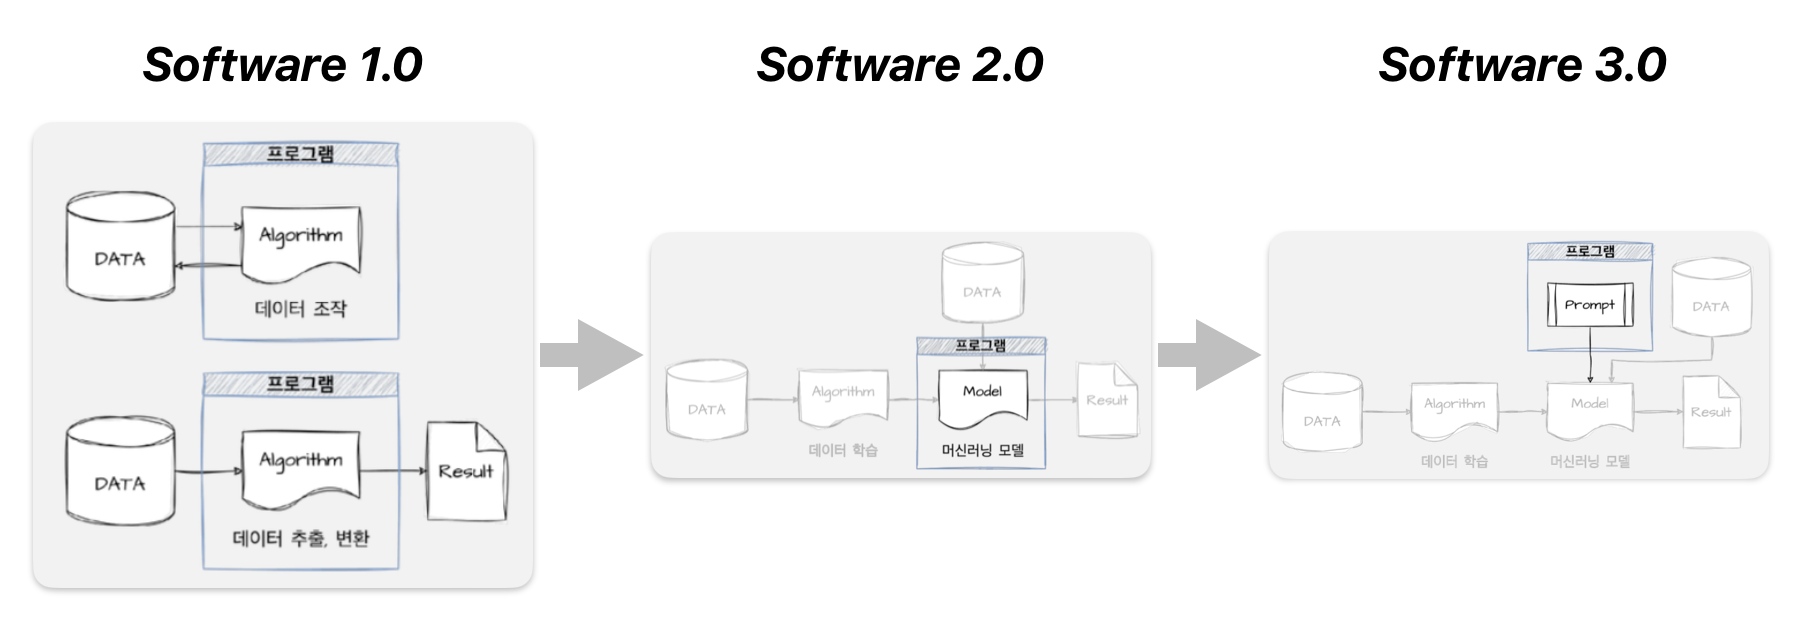 Software 1.0
프로그램
DATA
Algorithm
데이터 조작
프로그램
DATA
Algorithm
Result
데이터 추출, 변환
Software 2.0
DATA
프로그램
DATA
Algorithm
Model
Result
데이터 학습
머신러닝 모델
Software 3.0
프로그램
Prompt
DATA
DATA
Algorithm
Model
Result
데이터 학습
머신러닝 모델